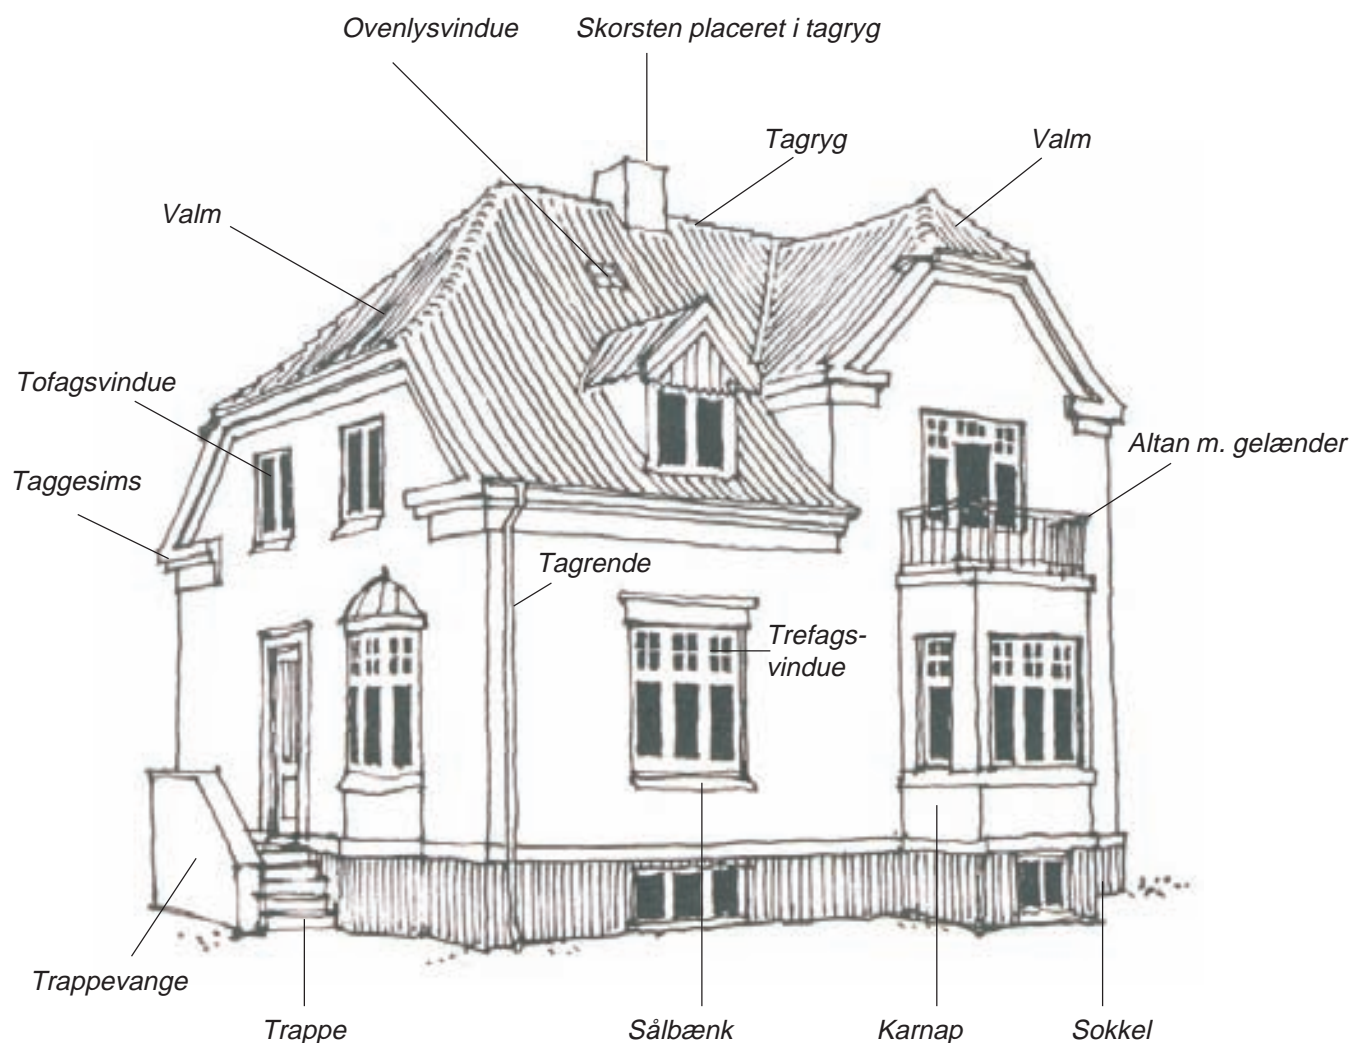 Ovenlysvindue
Skorsten placeret i tagryg
Tagryg
Valm
Valm
Tofagsvindue
Altan m. gelænder
Taggesims
Tagrende
Trefags-
vindue
Trappevange
Trappe
Sålbænk
Karnap
Sokkel